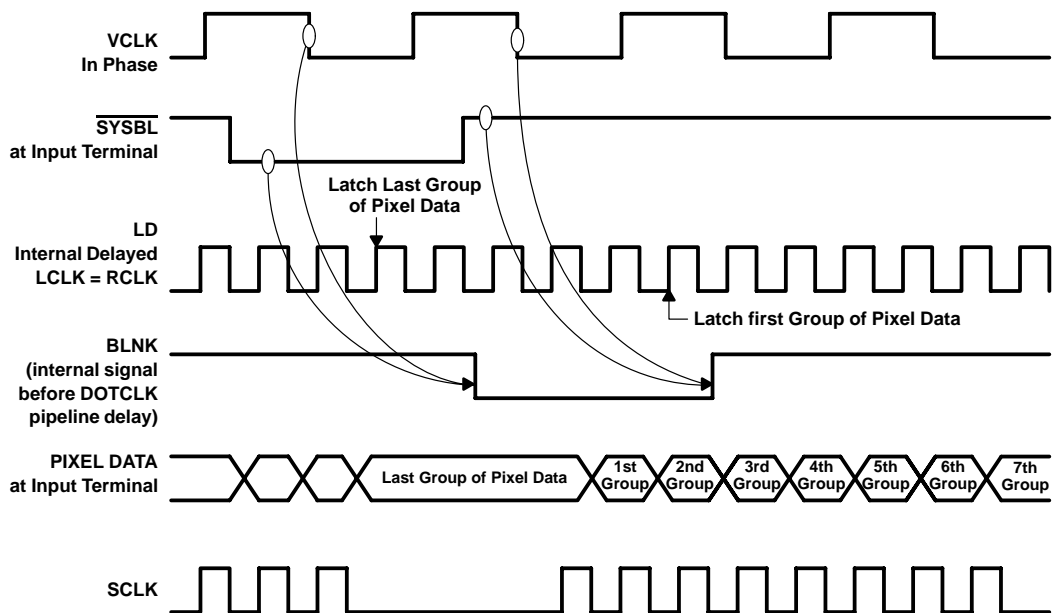 VCLK
In Phase
SYSBL
at Input Terminal
Latch Last Group
of Pixel Data
LD
Internal Delayed
LCLK = RCLK
Latch first Group of Pixel Data
BLNK
(internal signal
before DOTCLK
pipeline delay)
PIXEL DATA
at Input Terminal
Last Group of Pixel Data
1st
Group
2nd
Group
3rd
Group
4th
Group
5th
Group
6th
Group
7th
Group
SCLK